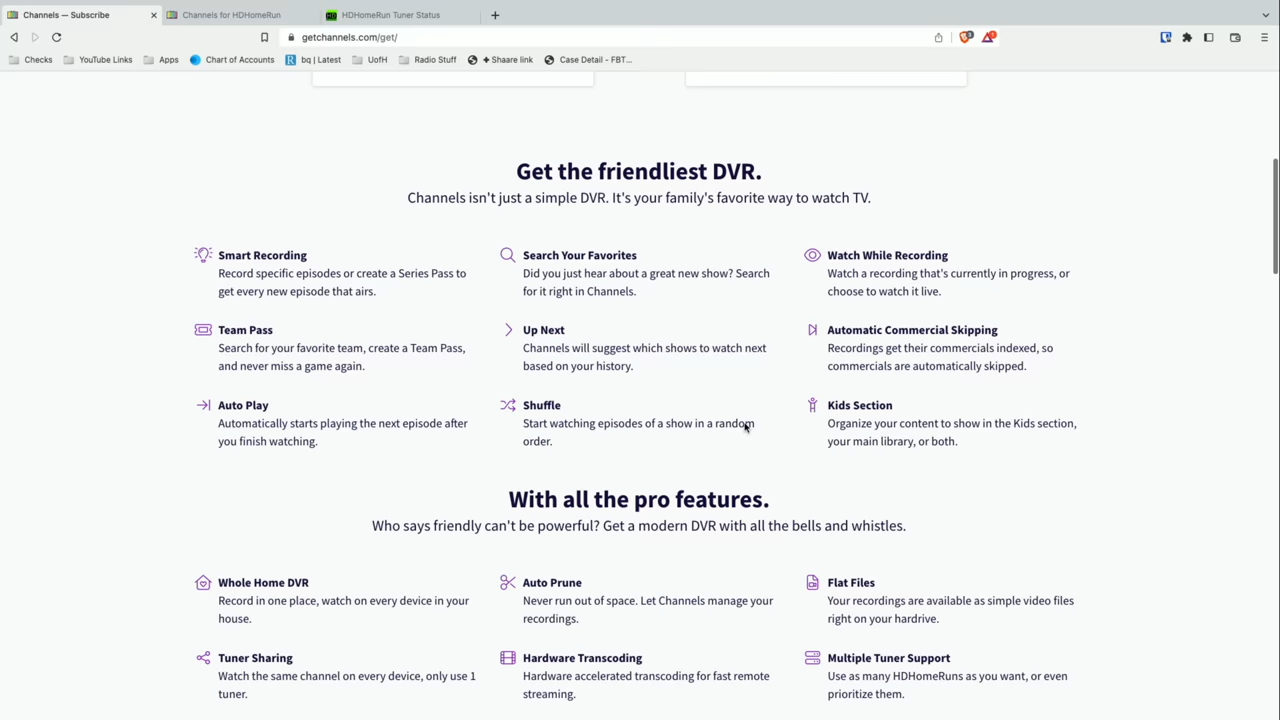 Channels — Subscribe
Channels for HDHomeRun
HDHomeRun Tuner Status
getchannels.com/get/
Checks
YouTube Links
Apps
Chart of Accounts
bq | Latest
UofH
Radio Stuff
+ Shaare link
Case Detail - FBT...
Get the friendliest DVR.
Channels isn't just a simple DVR. It's your family's favorite way to watch TV.
Smart Recording
Record specific episodes or create a Series Pass to
get every new episode that airs.
Search Your Favorites
Did you just hear about a great new show? Search
for it right in Channels.
Watch While Recording
Watch a recording that's currently in progress, or
choose to watch it live.
Team Pass
Search for your favorite team, create a Team Pass,
and never miss a game again.
Up Next
Channels will suggest which shows to watch next
based on your history.
Automatic Commercial Skipping
Recordings get their commercials indexed, so
commercials are automatically skipped.
Auto Play
Automatically starts playing the next episode after
you finish watching.
Shuffle
Start watching episodes of a show in a random
order.
Kids Section
Organize your content to show in the Kids section,
your main library, or both.
With all the pro features.
Who says friendly can't be powerful? Get a modern DVR with all the bells and whistles.
Whole Home DVR
Record in one place, watch on every device in your
house.
Auto Prune
Never run out of space. Let Channels manage your
recordings.
Flat Files
Your recordings are available as simple video files
right on your hardrive.
Tuner Sharing
Watch the same channel on every device, only use 1
tuner.
Hardware Transcoding
Hardware accelerated transcoding for fast remote
streaming.
Multiple Tuner Support
Use as many HDHomeRuns as you want, or even
prioritize them.